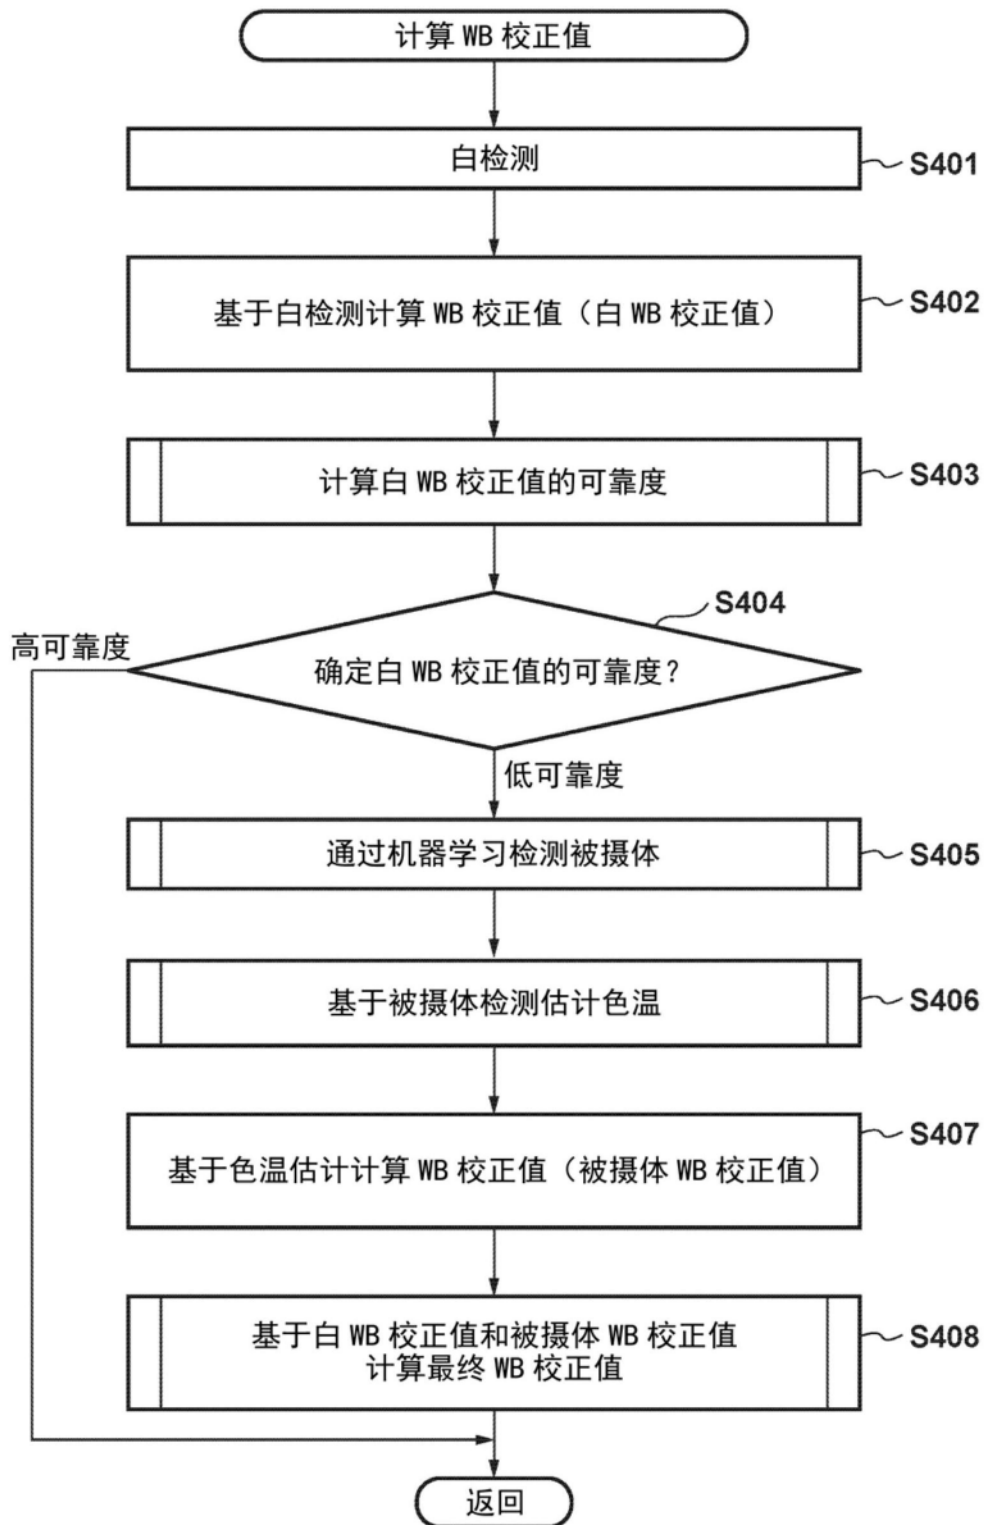 计算 WB 校正值
白检测
S401
基于白检测计算 WB 校正值（白 WB 校正值）
S402
计算白 WB 校正值的可靠度
S403
S404
高可靠度
确定白 WB 校正值的可靠度？
低可靠度
通过机器学习检测被摄体
S405
基于被摄体检测估计色温
S406
基于色温估计计算 WB 校正值（被摄体 WB 校正值）
S407
基于白 WB 校正值和被摄体 WB 校正值
计算最终 WB 校正值
S408
返回